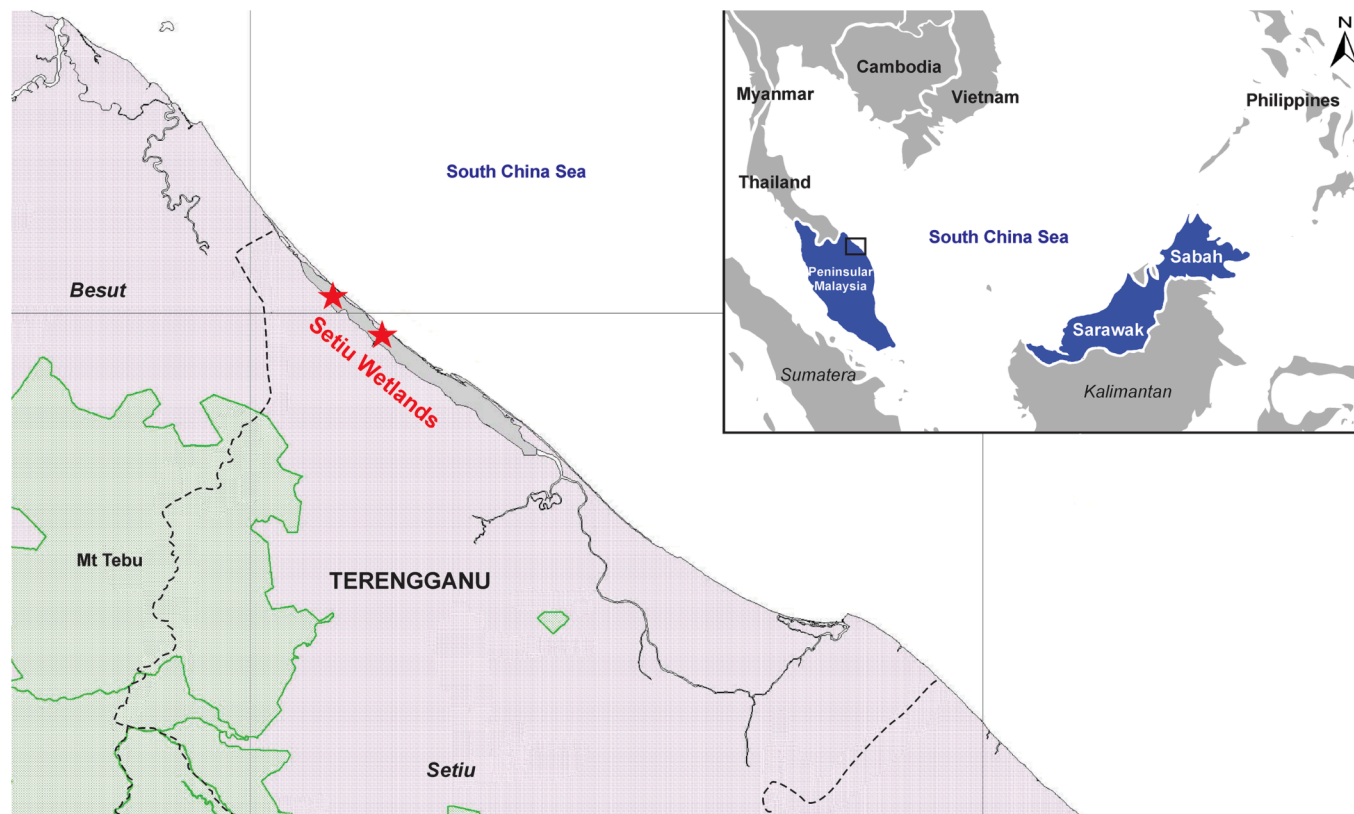 South China Sea
Besut
Setiu Wetlands
Mt Tebu
TERENGGANU
Setiu
N
Cambodia
Myanmar
Vietnam
Philippines
Thailand
South China Sea
Peninsular
Malaysia
Sabah
Sarawak
Sumatera
Kalimantan